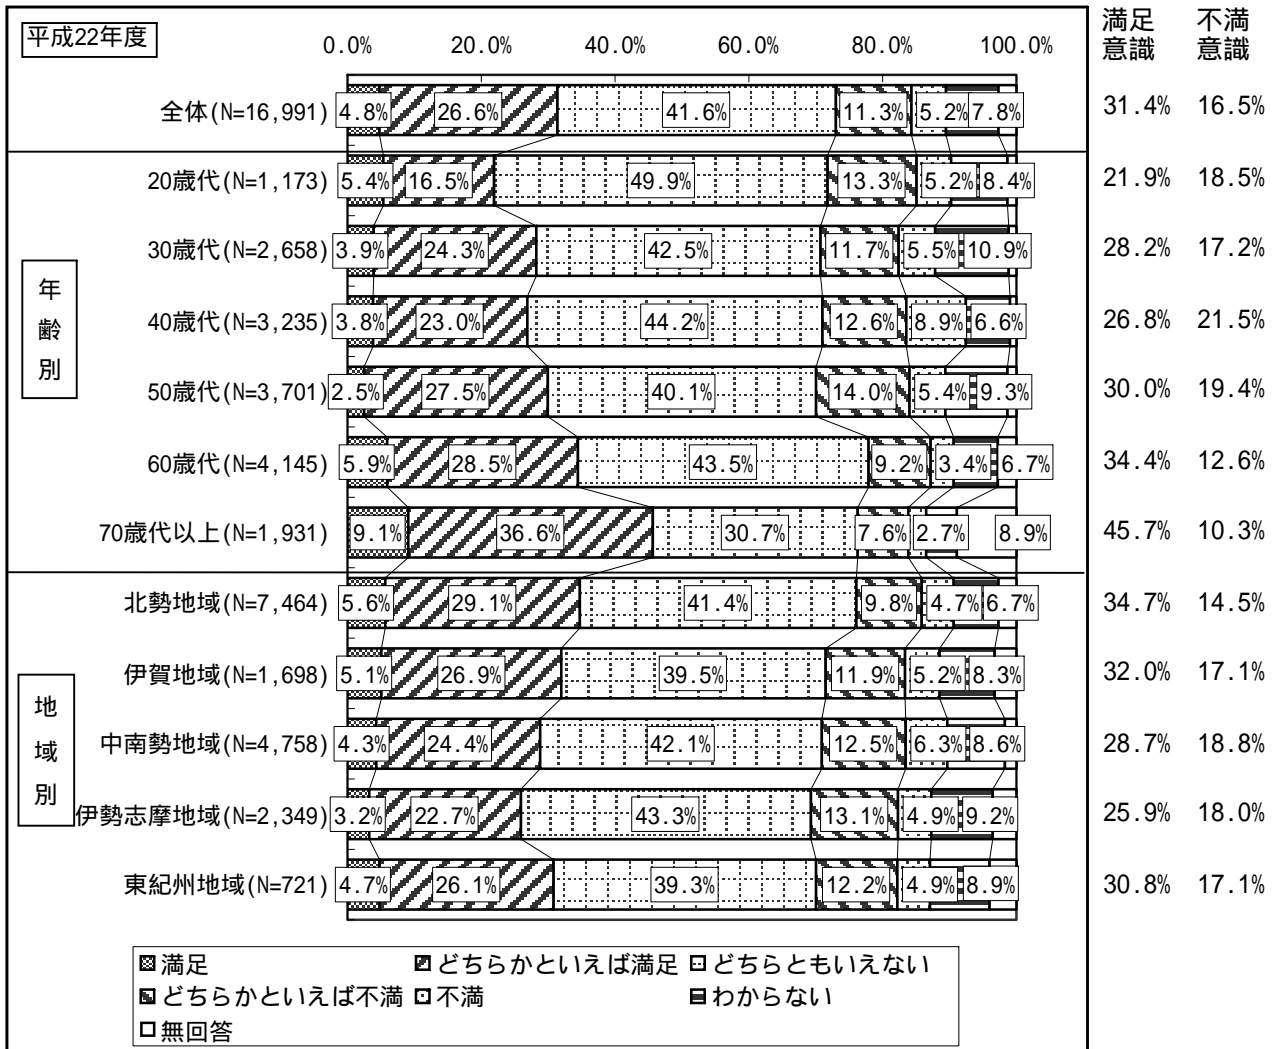 満足 不満
意識 意識
平成22年度
0.0% 20.0% 40.0% 60.0% 80.0% 100.0%
全体(N=16,991) 4.8% 26.6% 41.6% 11.3% 5.2% 7.8% 31.4% 16.5%
年齢別
20歳代(N=1,173) 5.4% 16.5% 49.9% 13.3% 5.2% 8.4% 21.9% 18.5%
30歳代(N=2,658) 3.9% 24.3% 42.5% 11.7% 5.5% 10.9% 28.2% 17.2%
40歳代(N=3,235) 3.8% 23.0% 44.2% 12.6% 8.9% 6.6% 26.8% 21.5%
50歳代(N=3,701) 2.5% 27.5% 40.1% 14.0% 5.4% 9.3% 30.0% 19.4%
60歳代(N=4,145) 5.9% 28.5% 43.5% 9.2% 3.4% 6.7% 34.4% 12.6%
70歳代以上(N=1,931) 9.1% 36.6% 30.7% 7.6% 2.7% 8.9% 45.7% 10.3%
地域別
北勢地域(N=7,464) 5.6% 29.1% 41.4% 9.8% 4.7% 6.7% 34.7% 14.5%
伊賀地域(N=1,698) 5.1% 26.9% 39.5% 11.9% 5.2% 8.3% 32.0% 17.1%
中南勢地域(N=4,758) 4.3% 24.4% 42.1% 12.5% 6.3% 8.6% 28.7% 18.8%
伊勢志摩地域(N=2,349) 3.2% 22.7% 43.3% 13.1% 4.9% 9.2% 25.9% 18.0%
東紀州地域(N=721) 4.7% 26.1% 39.3% 12.2% 4.9% 8.9% 30.8% 17.1%
満足 どちらかといえば満足 どちらともいえない
どちらかといえば不満 不満 わからない
無回答